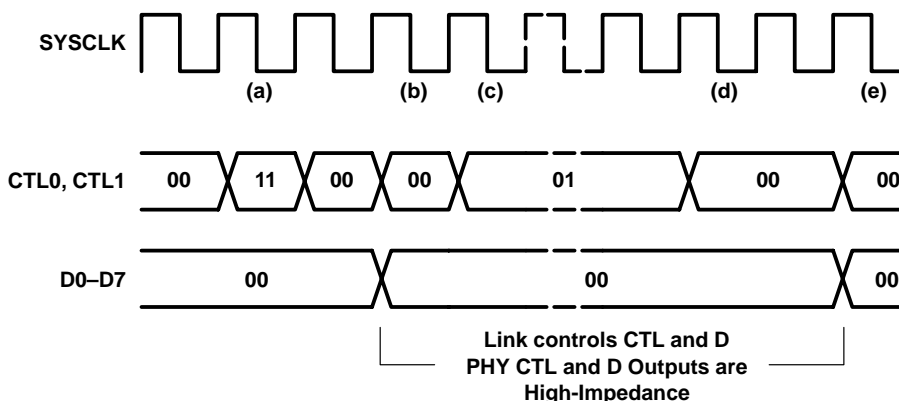 SYSCLK
(a) (b) (c) (d) (e)
CTL0, CTL1 00 11 00 00 01 00 00
D0–D7 00 00 00
Link controls CTL and D
PHY CTL and D Outputs are
High-Impedance